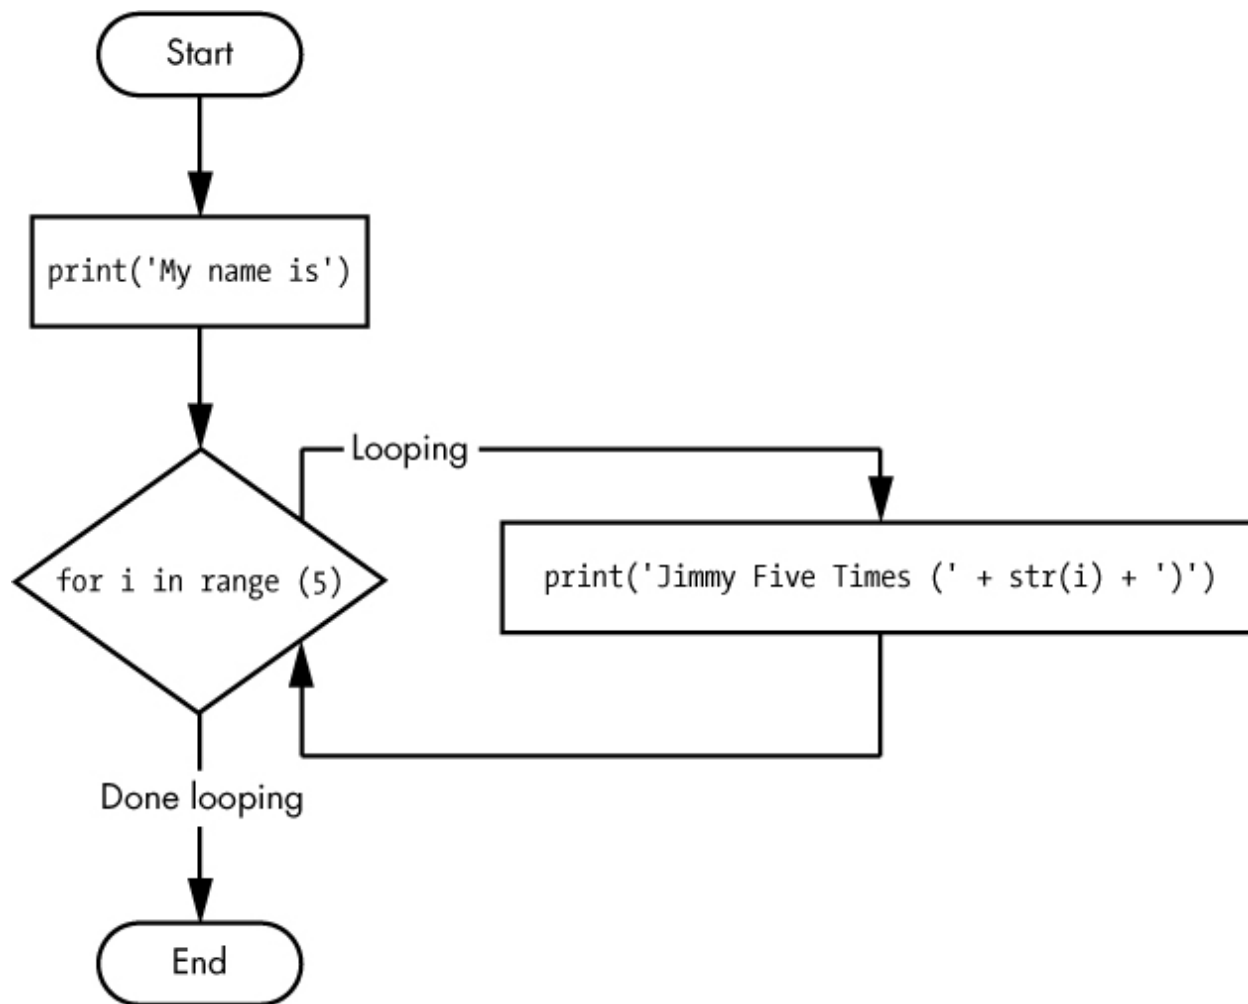 Start
print('My name is')
Looping
for i in range (5)
print('Jimmy Five Times (' + str(i) + ')')
Done looping
End